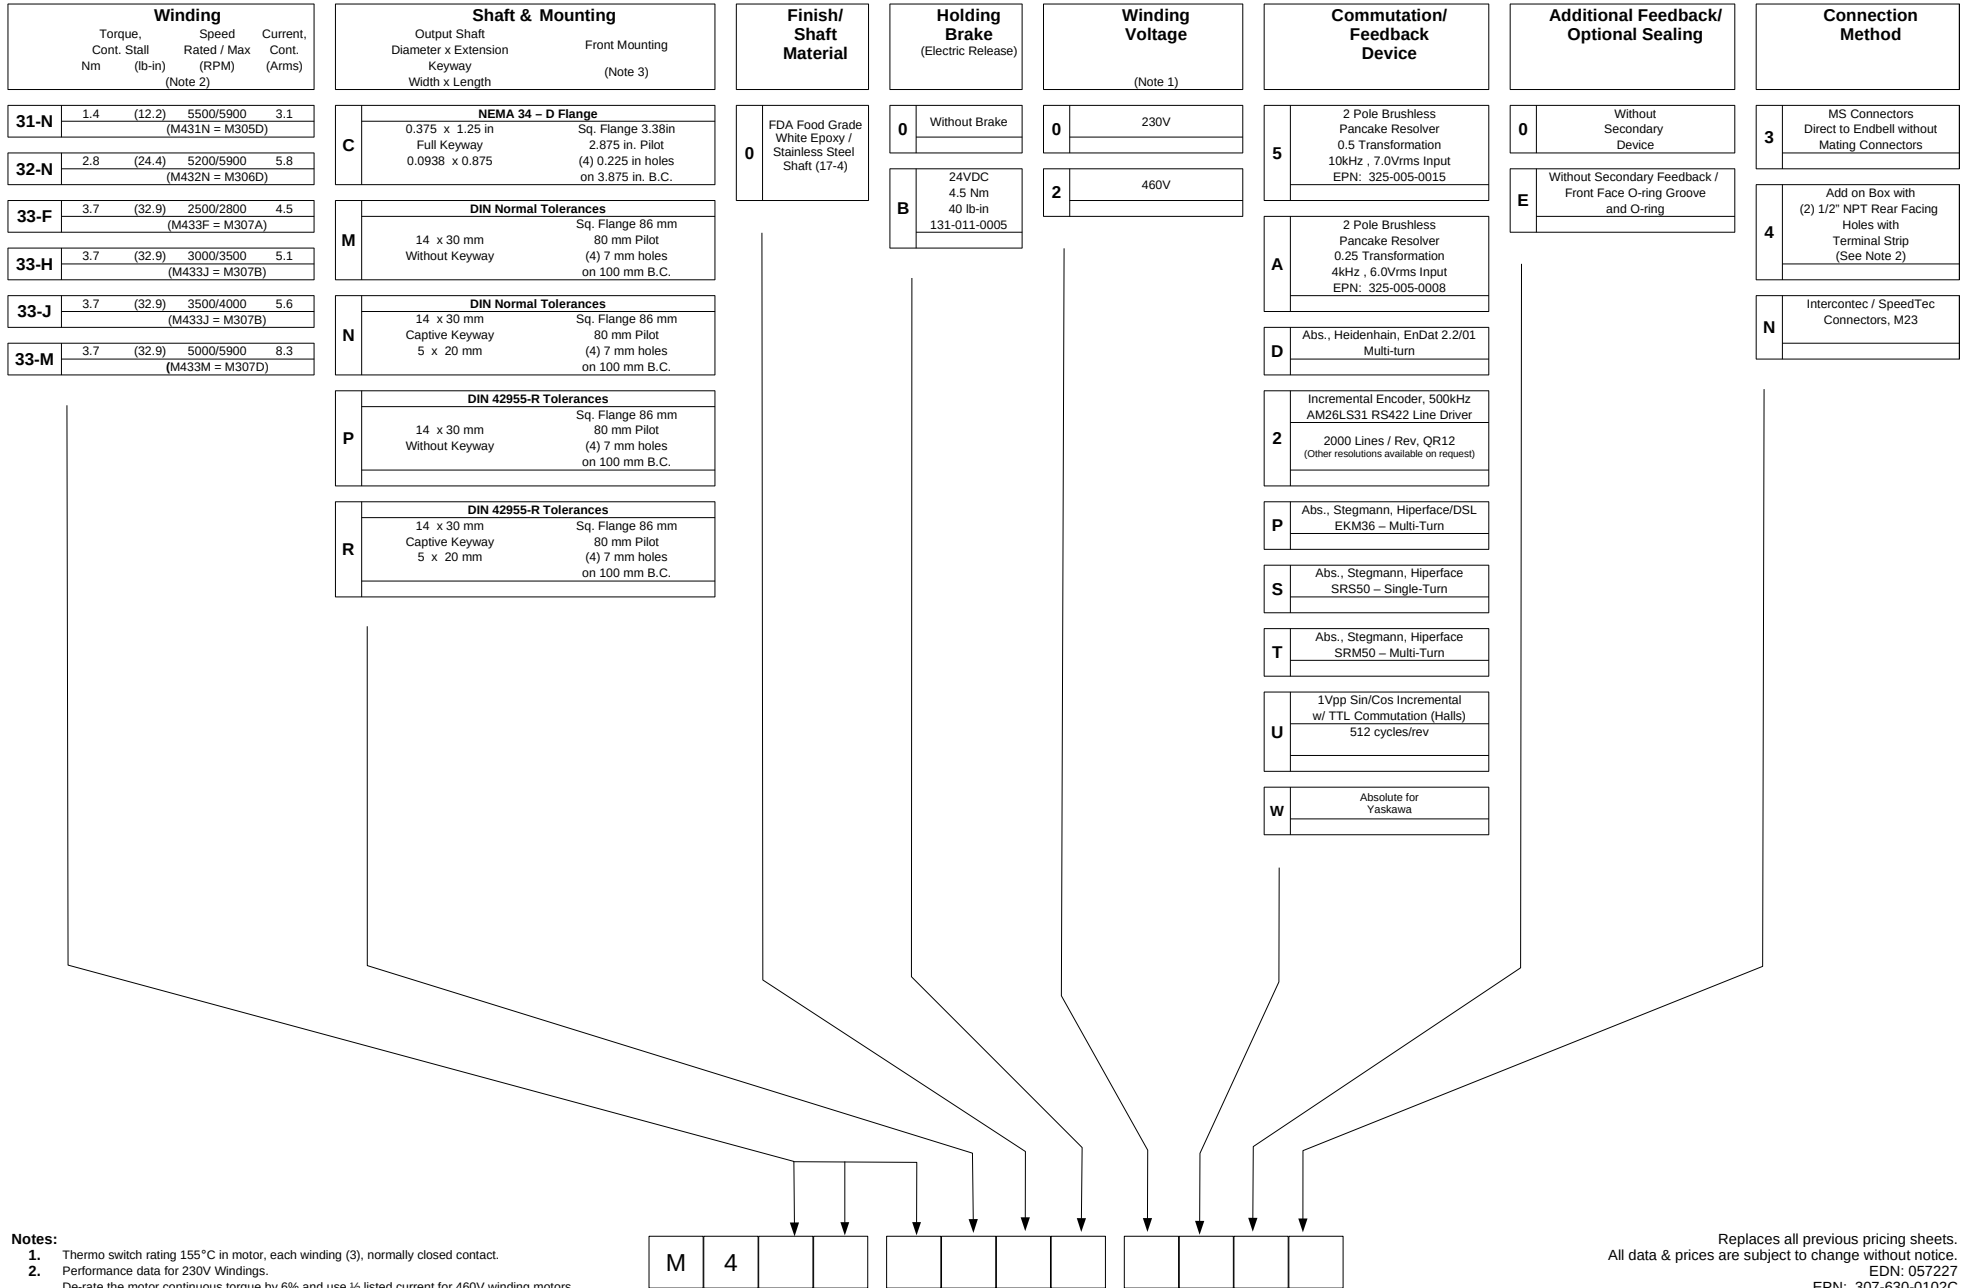 Winding
Torque, Speed Current,
Cont. Stall Rated / Max Cont.
Nm (lb-in) (RPM) (Arms)
(Note 2)
31-N 1.4 (12.2) 5500/5900 3.1
(M431N = M305D)
32-N 2.8 (24.4) 5200/5900 5.8
(M432N = M306D)
33-F 3.7 (32.9) 2500/2800 4.5
(M433F = M307A)
33-H 3.7 (32.9) 3000/3500 5.1
(M433J = M307B)
33-J 3.7 (32.9) 3500/4000 5.6
(M433J = M307B)
33-M 3.7 (32.9) 5000/5900 8.3
(M433M = M307D)
Shaft & Mounting
Output Shaft
Diameter x Extension
Keyway
Width x Length
Front Mounting
(Note 3)
C
NEMA 34 – D Flange
0.375 x 1.25 in Sq. Flange 3.38in
Full Keyway 2.875 in. Pilot
0.0938 x 0.875 (4) 0.225 in holes
on 3.875 in. B.C.
M
DIN Normal Tolerances
Sq. Flange 86 mm
14 x 30 mm 80 mm Pilot
Without Keyway (4) 7 mm holes
on 100 mm B.C.
N
DIN Normal Tolerances
14 x 30 mm Sq. Flange 86 mm
Captive Keyway 80 mm Pilot
5 x 20 mm (4) 7 mm holes
on 100 mm B.C.
P
DIN 42955-R Tolerances
Sq. Flange 86 mm
14 x 30 mm 80 mm Pilot
Without Keyway (4) 7 mm holes
on 100 mm B.C.
R
DIN 42955-R Tolerances
14 x 30 mm Sq. Flange 86 mm
Captive Keyway 80 mm Pilot
5 x 20 mm (4) 7 mm holes
on 100 mm B.C.
Finish/
Shaft
Material
0
FDA Food Grade
White Epoxy /
Stainless Steel
Shaft (17-4)
Holding
Brake
(Electric Release)
0 Without Brake
B
24VDC
4.5 Nm
40 lb-in
131-011-0005
Winding
Voltage
(Note 1)
0 230V
2 460V
Commutation/
Feedback
Device
5
2 Pole Brushless
Pancake Resolver
0.5 Transformation
10kHz , 7.0Vrms Input
EPN: 325-005-0015
A
2 Pole Brushless
Pancake Resolver
0.25 Transformation
4kHz , 6.0Vrms Input
EPN: 325-005-0008
D
Abs., Heidenhain, EnDat 2.2/01
Multi-turn
2
Incremental Encoder, 500kHz
AM26LS31 RS422 Line Driver
2000 Lines / Rev, QR12
(Other resolutions available on request)
P
Abs., Stegmann, Hiperface/DSL
EKM36 – Multi-Turn
S
Abs., Stegmann, Hiperface
SRS50 – Single-Turn
T
Abs., Stegmann, Hiperface
SRM50 – Multi-Turn
U
1Vpp Sin/Cos Incremental
w/ TTL Commutation (Halls)
512 cycles/rev
W
Absolute for
Yaskawa
Additional Feedback/
Optional Sealing
0
Without
Secondary
Device
E
Without Secondary Feedback /
Front Face O-ring Groove
and O-ring
Connection
Method
3
MS Connectors
Direct to Endbell without
Mating Connectors
4
Add on Box with
(2) 1/2” NPT Rear Facing
Holes with
Terminal Strip
(See Note 2)
N
Intercontec / SpeedTec
Connectors, M23
Notes:
1. Thermo switch rating 155°C in motor, each winding (3), normally closed contact.
2. Performance data for 230V Windings.
De-rate the motor continuous torque by 6% and use ½ listed current for 460V winding motors
M 4
Replaces all previous pricing sheets.
All data & prices are subject to change without notice.
EDN: 057227
EPN: 307-630-0102C